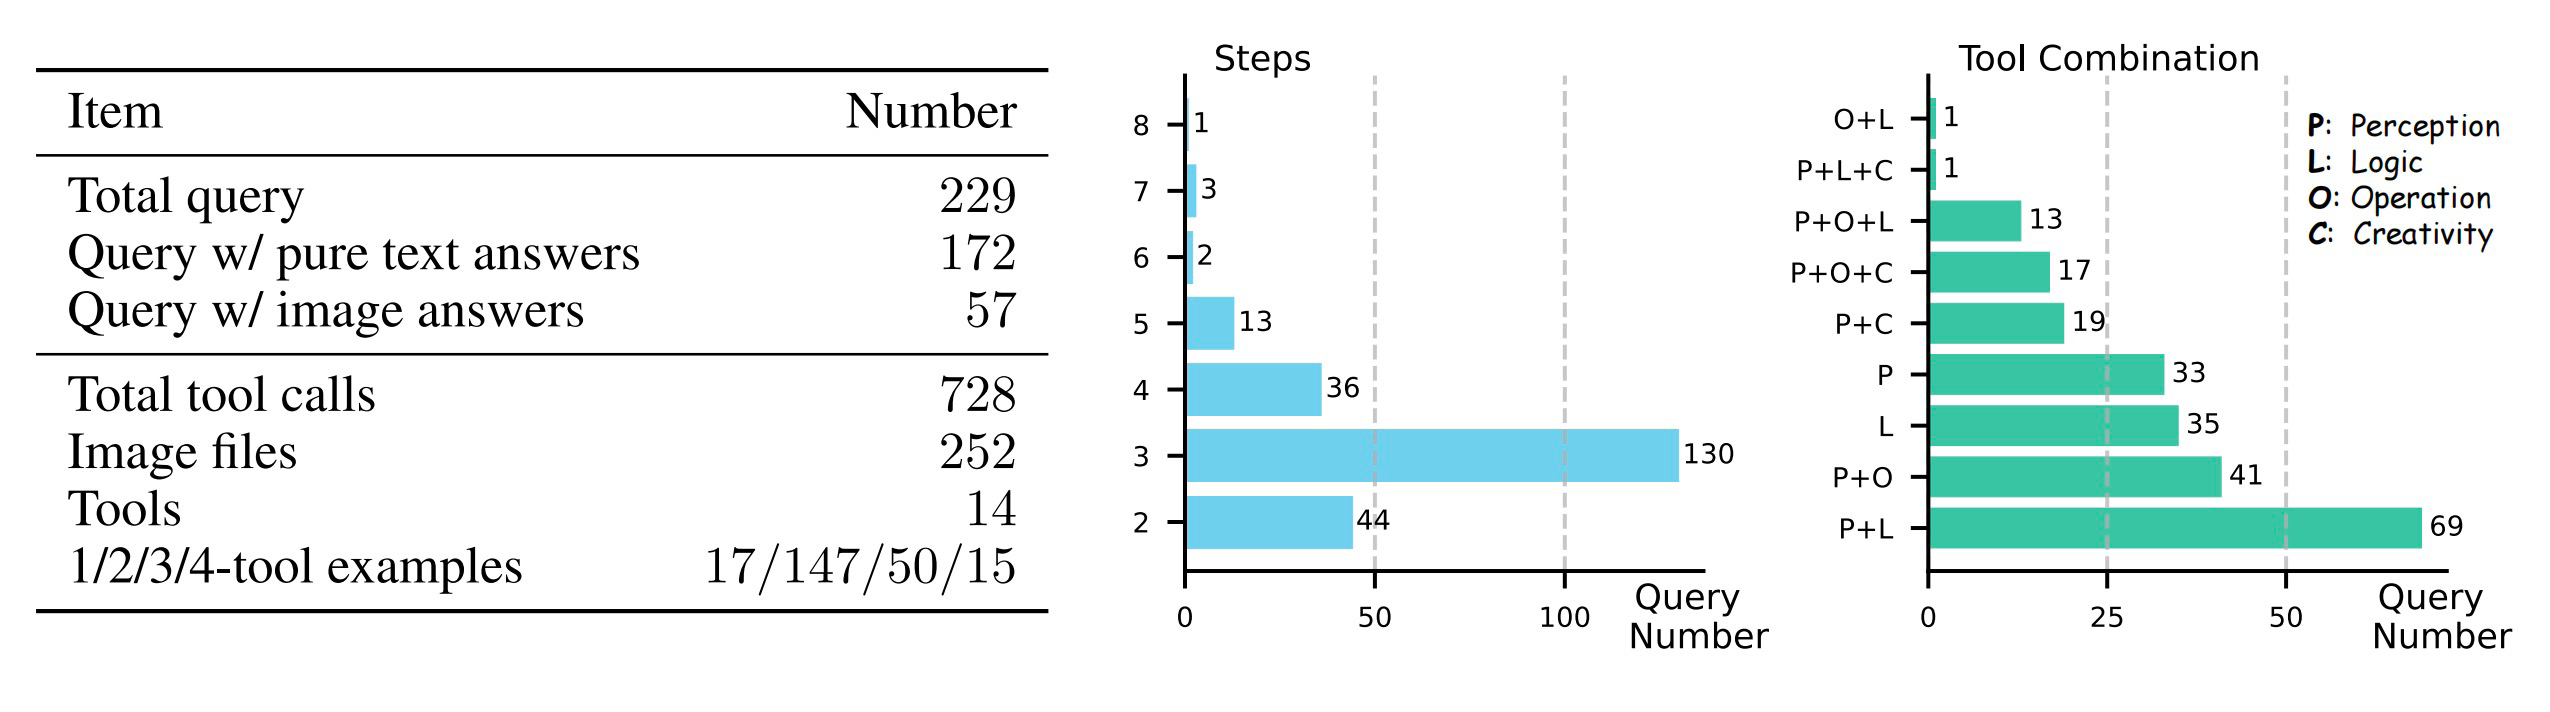 Item Number
Total query 229
Query w/ pure text answers 172
Query w/ image answers 57
Total tool calls 728
Image files 252
Tools 14
1/2/3/4-tool examples 17/147/50/15
Steps
8 1
7 3
6 2
5 13
4 36
3 130
2 44
0 50 100
Query
Number
Tool Combination
O+L 1
P+L+C 1
P+O+L 13
P+O+C 17
P+C 19
P 33
L 35
P+O 41
P+L 69
0 25 50
Query
Number
P: Perception
L: Logic
O: Operation
C: Creativity